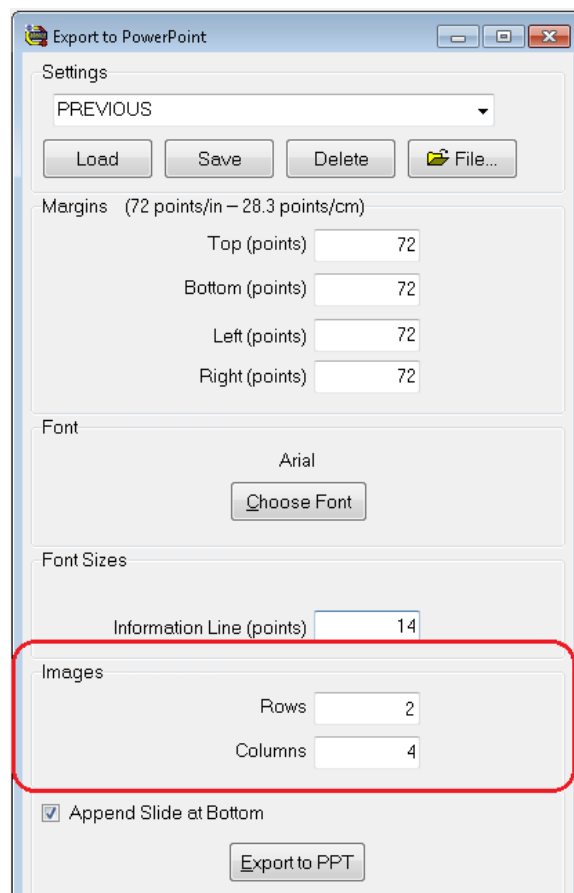 Export to PowerPoint
Settings
PREVIOUS
Load Save Delete File...
Margins (72 points/in – 28.3 points/cm)
Top (points) 72
Bottom (points) 72
Left (points) 72
Right (points) 72
Font
Arial
Choose Font
Font Sizes
Information Line (points) 14
Images
Rows 2
Columns 4
Append Slide at Bottom
Export to PPT